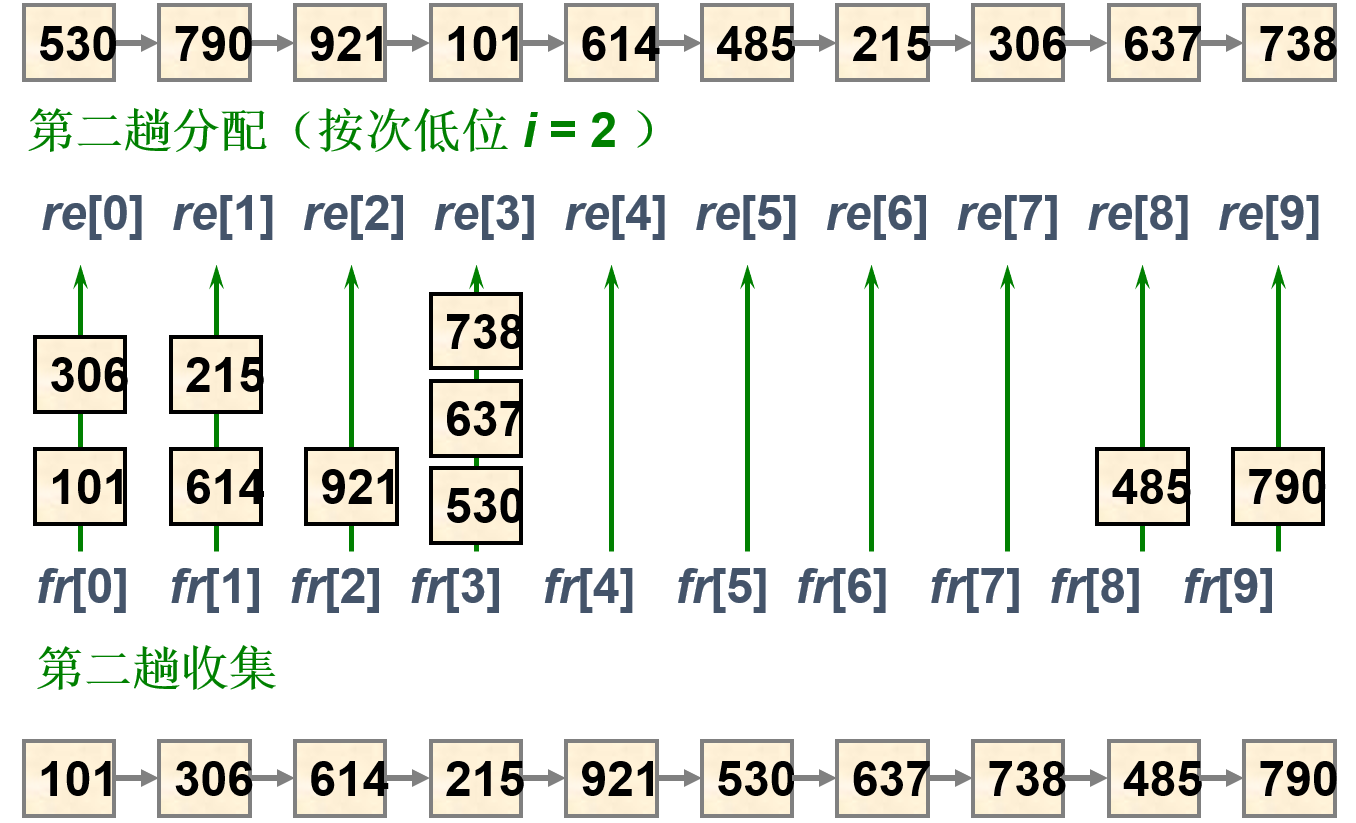 530 790 921 101 614 485 215 306 637 738
第二趟分配（按次低位 i = 2 ）
re[0] re[1] re[2] re[3] re[4] re[5] re[6] re[7] re[8] re[9]
738
306 215
637
101 614 921 485 790
530
fr[0] fr[1] fr[2] fr[3] fr[4] fr[5] fr[6] fr[7] fr[8] fr[9]
第二趟收集
101 306 614 215 921 530 637 738 485 790